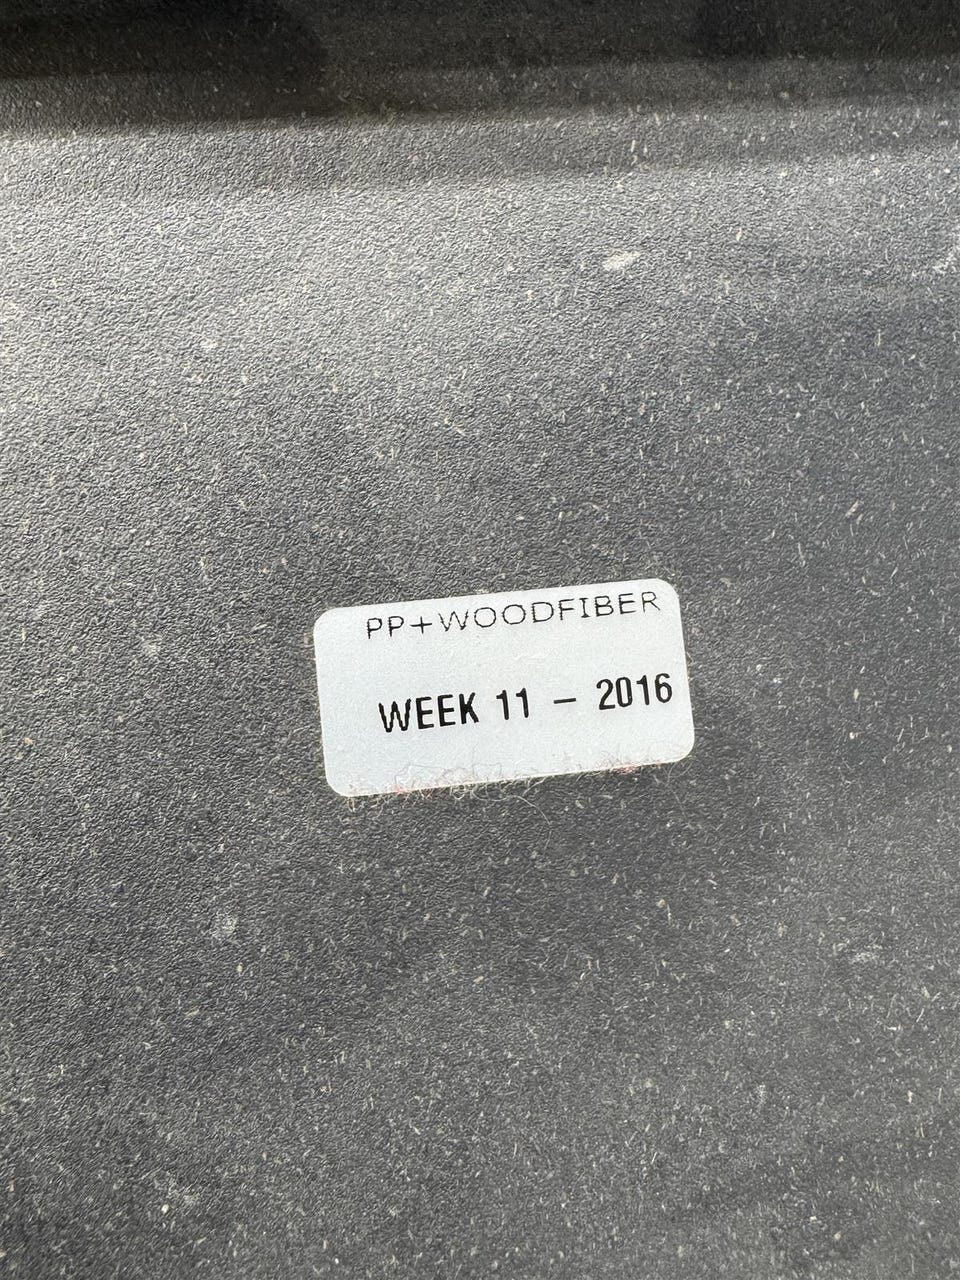 PP+WOODFIBER
WEEK 11 – 2016